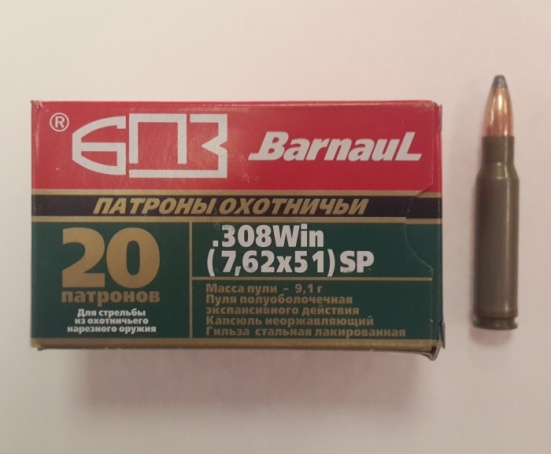 ® БПЗ Barnaul
ПАТРОНЫ ОХОТНИЧЬИ
20
патронов
Для стрельбы
из охотничьего
нарезного оружия
.308Win
(7,62x51) SP
Масса пули – 9,1 г
Пуля полуоболочечная
экспансивного действия
Капсюль неоржавляющий
Гильза стальная лакированная